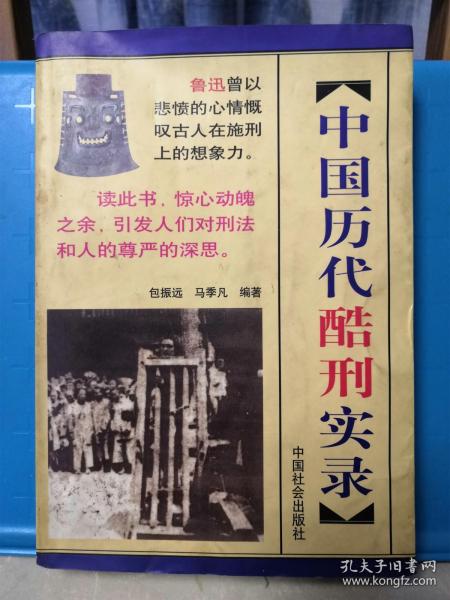 【中国历代酷刑实录】
鲁迅曾以
悲愤的心情慨
叹古人在施刑
上的想象力。
读此书，惊心动魄
之余，引发人们对刑法
和人的尊严的深思。
包振远 马季凡 编著
中国社会出版社
孔夫子旧书网
www.kongfz.com